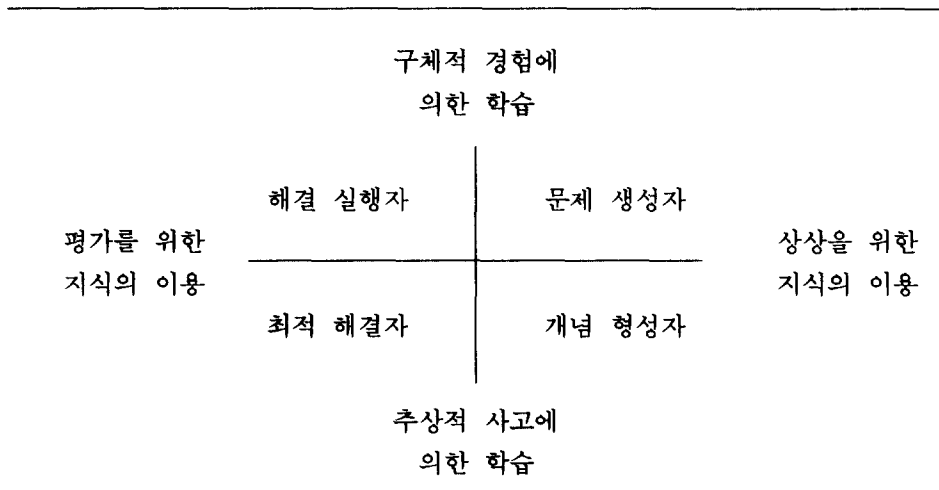 구체적 경험에
의한 학습
해결 실행자 문제 생성자
평가를 위한
지식의 이용
상상을 위한
지식의 이용
최적 해결자 개념 형성자
추상적 사고에
의한 학습